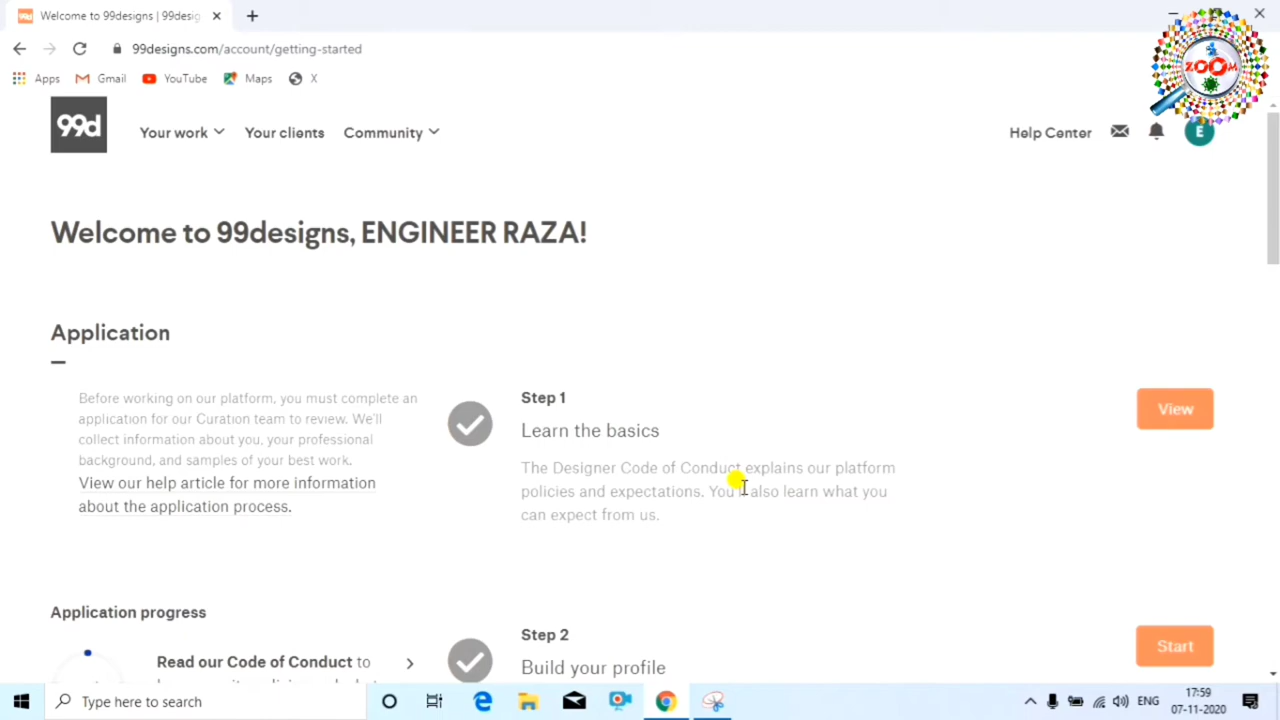 Welcome to 99designs | 99desig
99designs.com/account/getting-started
Apps Gmail YouTube Maps X
ZOOM
99d Your work Your clients Community Help Center E
Welcome to 99designs, ENGINEER RAZA!
Application
Before working on our platform, you must complete an
application for our Curation team to review. We'll
collect information about you, your professional
background, and samples of your best work.
View our help article for more information
about the application process.
Step 1
Learn the basics
The Designer Code of Conduct explains our platform
policies and expectations. You'll also learn what you
can expect from us.
View
Application progress
Read our Code of Conduct to
Step 2
Build your profile
Start
Type here to search
ENG
17:59
07-11-2020